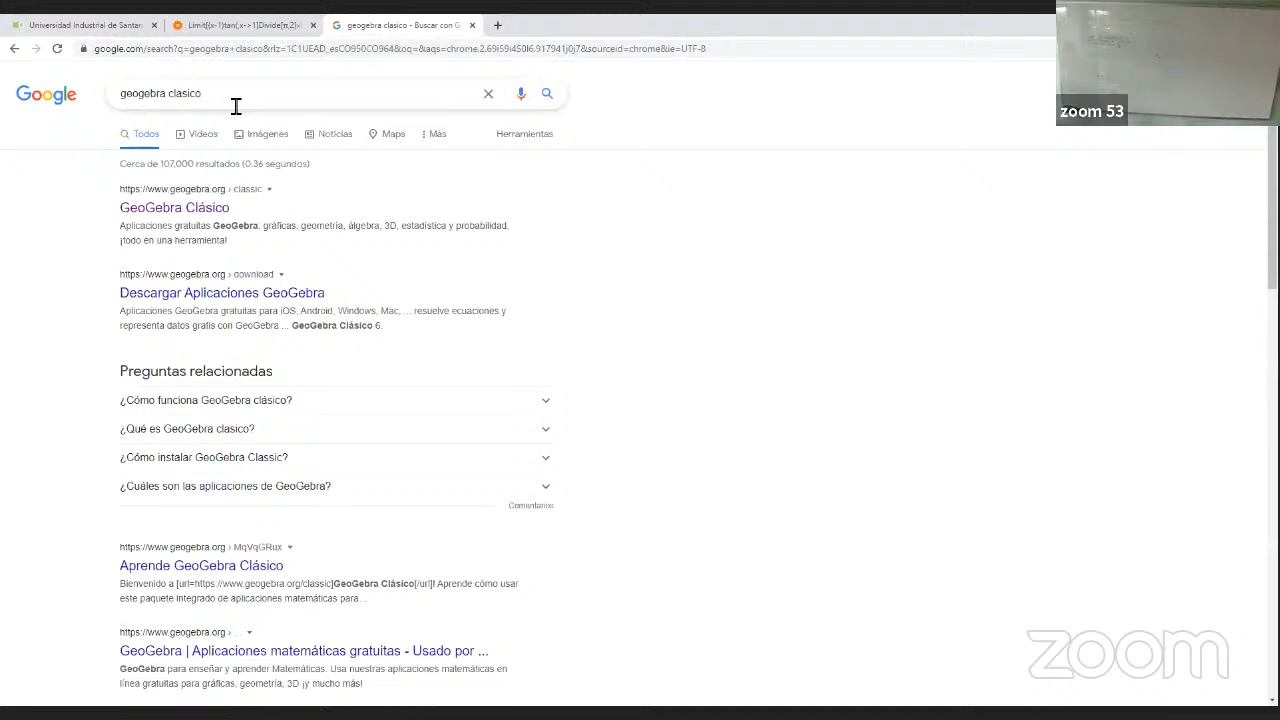 Universidad Industrial de Santan
Limit[(x-1)tan(,x->1]Divide[π,2]x
geogebra clasico - Buscar con G
google.com/search?q=geogebra+clasico&rlz=1C1UEAD_esCO950CO950&oq=&aqs=chrome.2.69i59i450l6.917941j0j7&sourceid=chrome&ie=UTF-8
zoom 53
Google
geogebra clasico
Todos
Videos
Imágenes
Noticias
Maps
Más
Herramientas
Cerca de 107,000 resultados (0.36 segundos)
https://www.geogebra.org › classic
GeoGebra Clásico
Aplicaciones gratuitas GeoGebra: gráficas, geometría, álgebra, 3D, estadística y probabilidad,
¡todo en una herramienta!
https://www.geogebra.org › download
Descargar Aplicaciones GeoGebra
Aplicaciones GeoGebra gratuitas para iOS, Android, Windows, Mac, ... resuelve ecuaciones y
representa datos gratis con GeoGebra ... GeoGebra Clásico 6.
Preguntas relacionadas
¿Cómo funciona GeoGebra clásico?
¿Qué es GeoGebra clasico?
¿Cómo instalar GeoGebra Classic?
¿Cuáles son las aplicaciones de GeoGebra?
Comentarios
https://www.geogebra.org › MqVqGRux
Aprende GeoGebra Clásico
Bienvenido a [url=https://www.geogebra.org/classic]GeoGebra Clásico[/url]! Aprende cómo usar
este paquete integrado de aplicaciones matemáticas para...
https://www.geogebra.org › ...
GeoGebra | Aplicaciones matemáticas gratuitas - Usado por ...
GeoGebra para enseñar y aprender Matemáticas. Usa nuestras aplicaciones matemáticas en
línea gratuitas para gráficas, geometría, 3D ¡y mucho más!
zoom